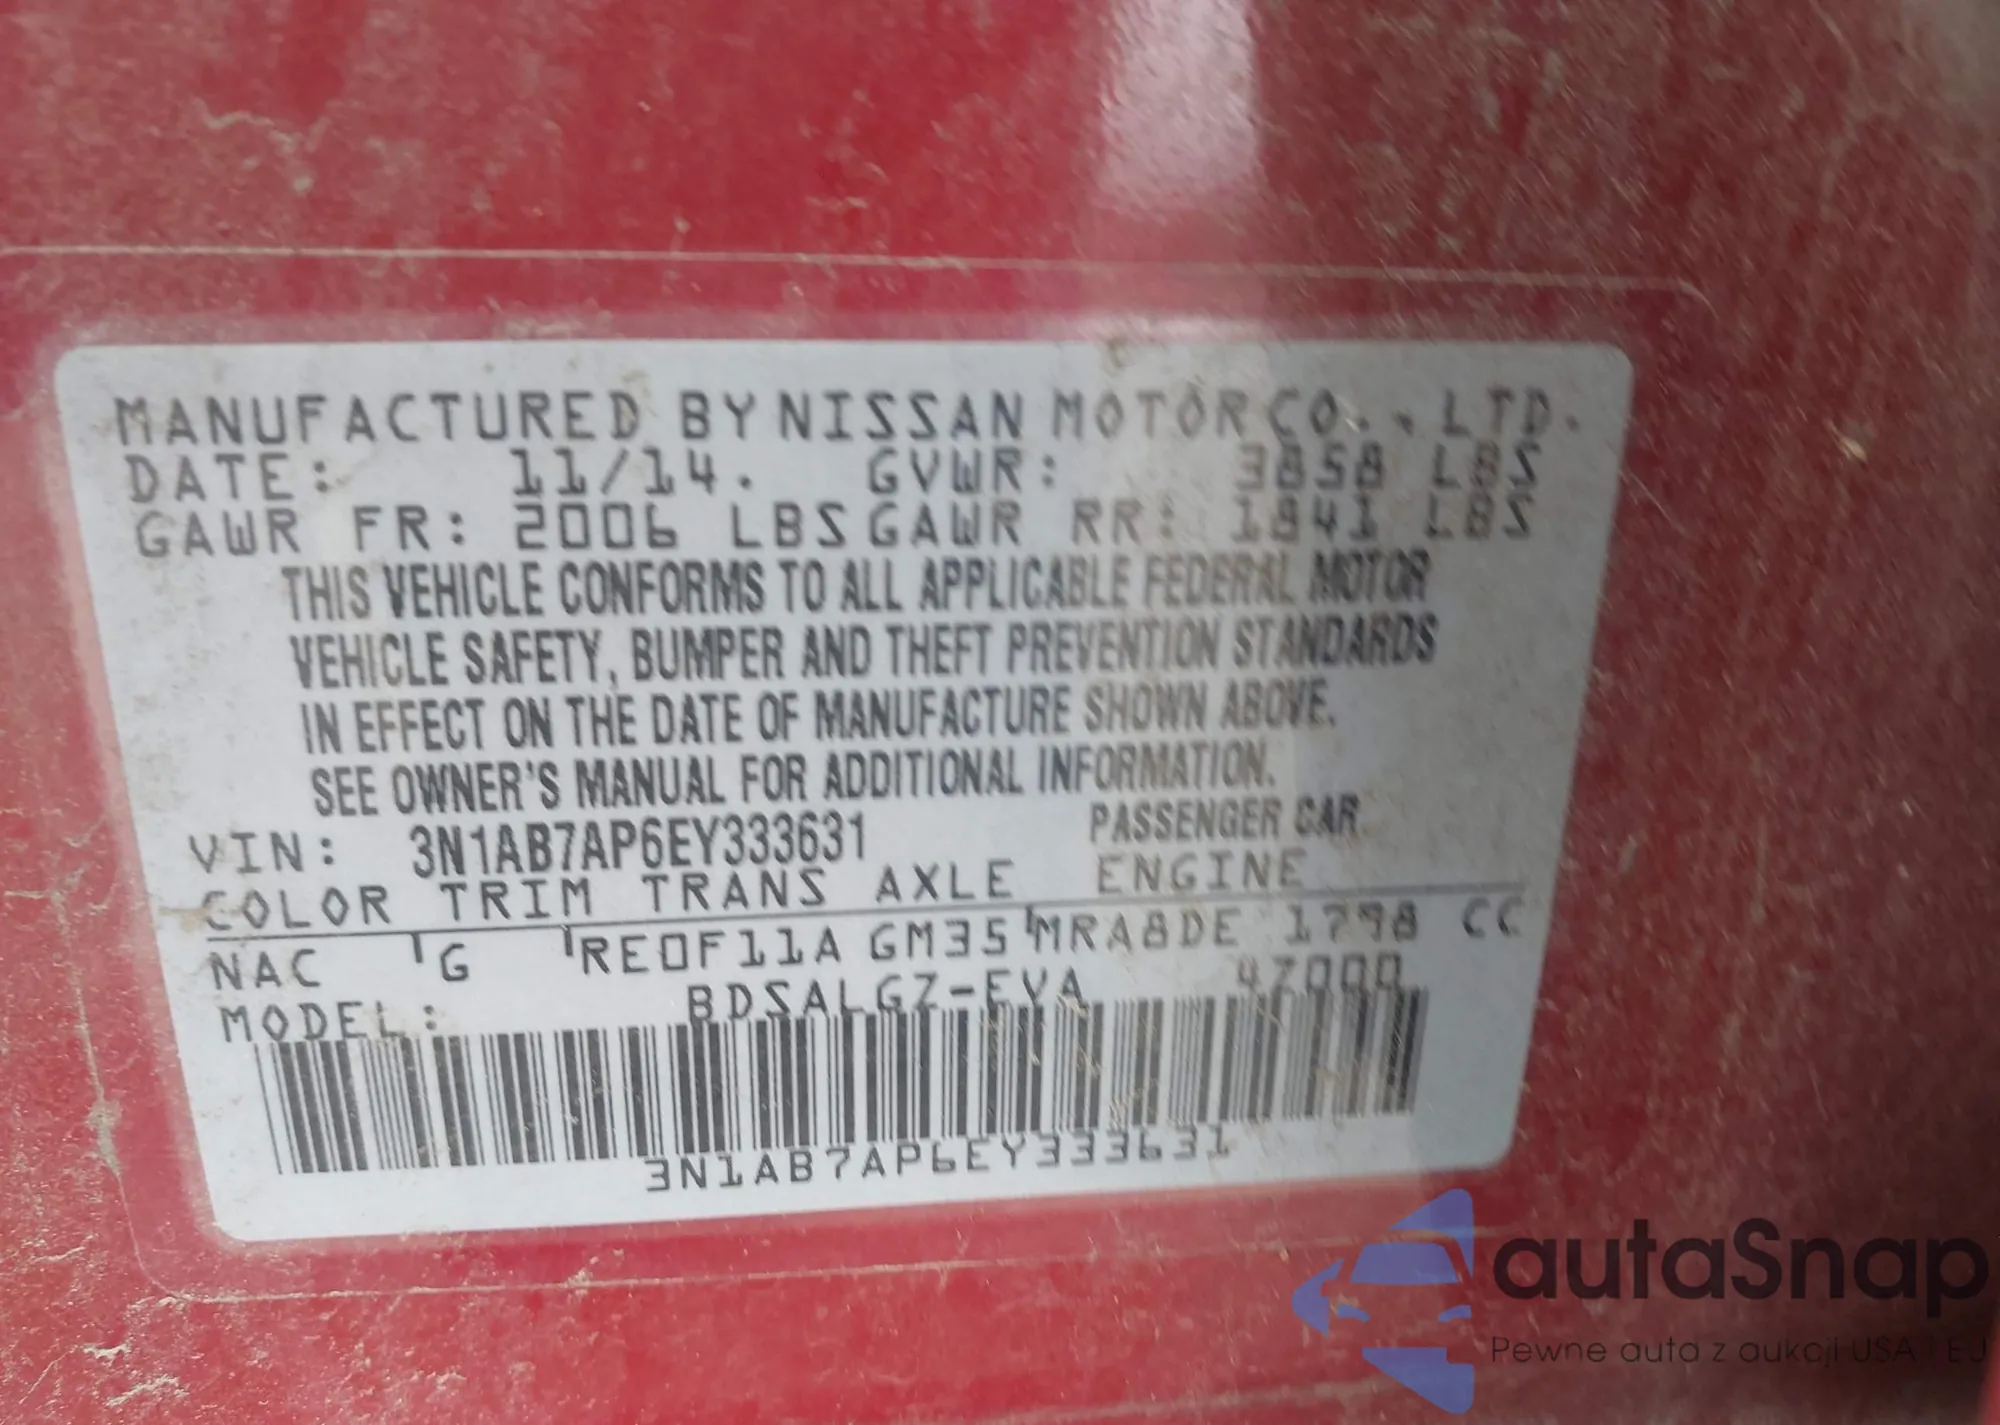 MANUFACTURED BY NISSAN MOTOR CO., LTD.
DATE: 11/14. GVWR: 3858 LBS
GAWR FR: 2006 LBS GAWR RR: 1841 LBS
THIS VEHICLE CONFORMS TO ALL APPLICABLE FEDERAL MOTOR
VEHICLE SAFETY, BUMPER AND THEFT PREVENTION STANDARDS
IN EFFECT ON THE DATE OF MANUFACTURE SHOWN ABOVE.
SEE OWNER'S MANUAL FOR ADDITIONAL INFORMATION.
VIN: 3N1AB7AP6EY333631 PASSENGER CAR
COLOR TRIM TRANS AXLE ENGINE
NAC G RE0F11A GM35 MRA8DE 1798 CC
MODEL: BDSALGZ-EVA 47000
3N1AB7AP6EY333631
autaSnap
Pewne auta z aukcji USA i EJ